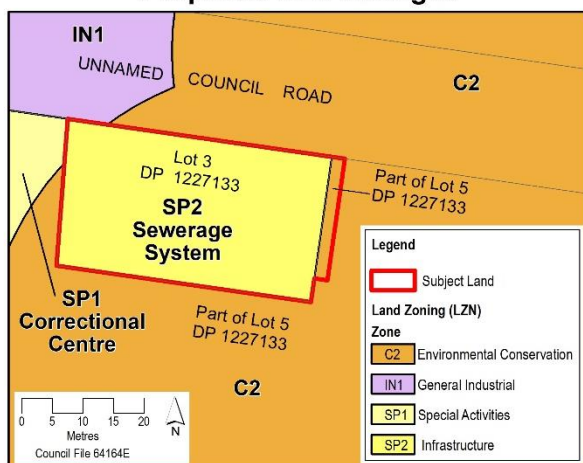 IN1
UNNAMED COUNCIL ROAD
C2
Lot 3
DP 1227133
Part of Lot 5
DP 1227133
SP2
Sewerage
System
SP1
Correctional
Centre
Part of Lot 5
DP 1227133
C2
0 5 10 15 20
Metres
N
Council File 64164E
Legend
Subject Land
Land Zoning (LZN)
Zone
C2 Environmental Conservation
IN1 General Industrial
SP1 Special Activities
SP2 Infrastructure